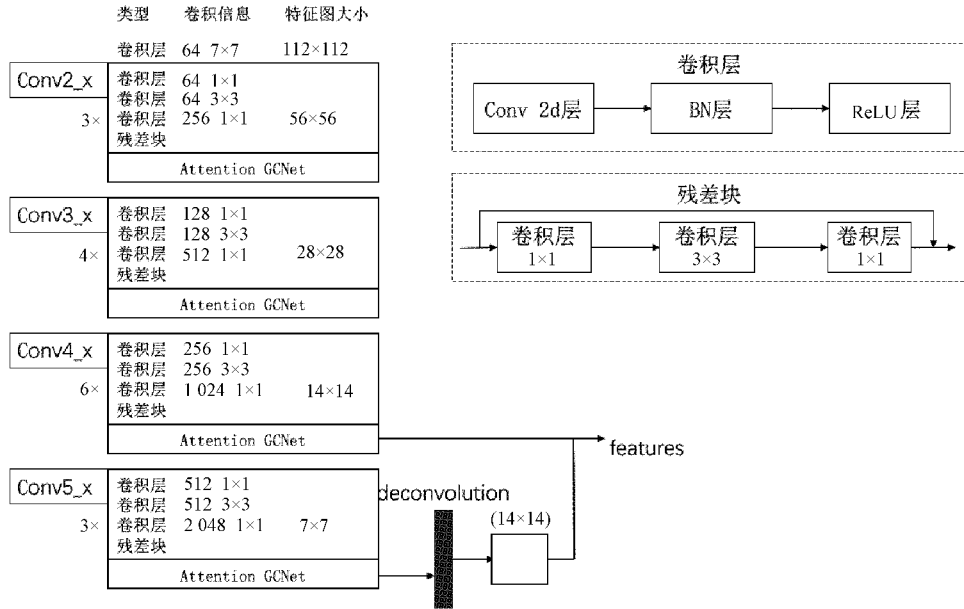 类型 卷积信息 特征图大小
卷积层 64 7×7 112×112
Conv2_x
卷积层 64 1×1
卷积层 64 3×3
3× 卷积层 256 1×1 56×56
残差块
Attention GCNet
Conv3_x
卷积层 128 1×1
卷积层 128 3×3
4× 卷积层 512 1×1 28×28
残差块
Attention GCNet
Conv4_x
卷积层 256 1×1
卷积层 256 3×3
6× 卷积层 1 024 1×1 14×14
残差块
Attention GCNet
features
Conv5_x
卷积层 512 1×1
卷积层 512 3×3
3× 卷积层 2 048 1×1 7×7
残差块
Attention GCNet
deconvolution
(14×14)
卷积层
Conv 2d层 BN层 ReLU层
残差块
卷积层 卷积层 卷积层
1×1 3×3 1×1